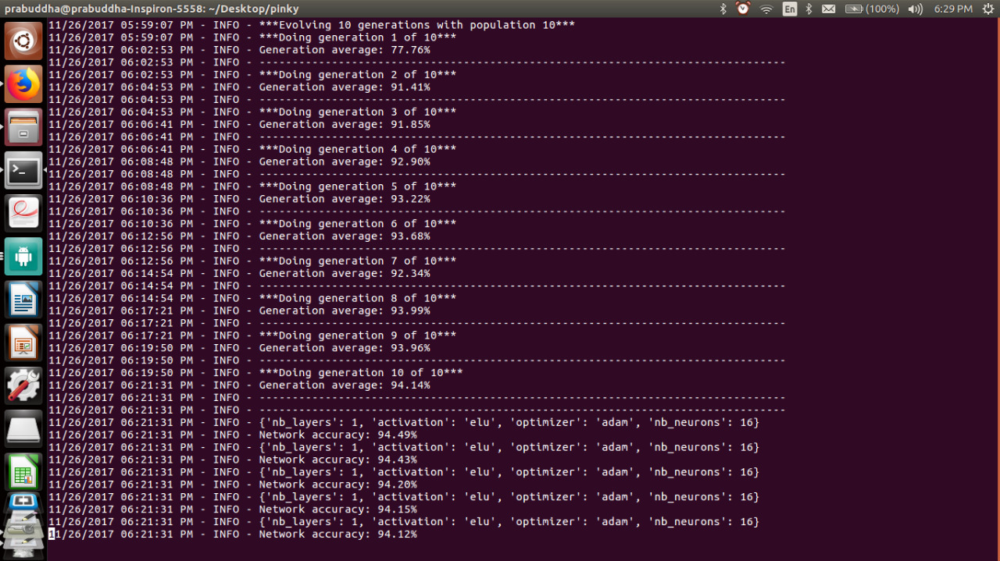 prabuddha@prabuddha-Inspiron-5558: ~/Desktop/pinky En (100%) 6:29 PM
11/26/2017 05:59:07 PM - INFO - ***Evolving 10 generations with population 10***
11/26/2017 05:59:07 PM - INFO - ***Doing generation 1 of 10***
11/26/2017 06:02:53 PM - INFO - Generation average: 77.76%
11/26/2017 06:02:53 PM - INFO - --------------------------------------------------------------------------------
11/26/2017 06:02:53 PM - INFO - ***Doing generation 2 of 10***
11/26/2017 06:04:53 PM - INFO - Generation average: 91.41%
11/26/2017 06:04:53 PM - INFO - --------------------------------------------------------------------------------
11/26/2017 06:04:53 PM - INFO - ***Doing generation 3 of 10***
11/26/2017 06:06:41 PM - INFO - Generation average: 91.85%
11/26/2017 06:06:41 PM - INFO - --------------------------------------------------------------------------------
11/26/2017 06:06:41 PM - INFO - ***Doing generation 4 of 10***
11/26/2017 06:08:48 PM - INFO - Generation average: 92.90%
11/26/2017 06:08:48 PM - INFO - --------------------------------------------------------------------------------
11/26/2017 06:08:48 PM - INFO - ***Doing generation 5 of 10***
11/26/2017 06:10:36 PM - INFO - Generation average: 93.22%
11/26/2017 06:10:36 PM - INFO - --------------------------------------------------------------------------------
11/26/2017 06:10:36 PM - INFO - ***Doing generation 6 of 10***
11/26/2017 06:12:56 PM - INFO - Generation average: 93.68%
11/26/2017 06:12:56 PM - INFO - --------------------------------------------------------------------------------
11/26/2017 06:12:56 PM - INFO - ***Doing generation 7 of 10***
11/26/2017 06:14:54 PM - INFO - Generation average: 92.34%
11/26/2017 06:14:54 PM - INFO - --------------------------------------------------------------------------------
11/26/2017 06:14:54 PM - INFO - ***Doing generation 8 of 10***
11/26/2017 06:17:21 PM - INFO - Generation average: 93.99%
11/26/2017 06:17:21 PM - INFO - --------------------------------------------------------------------------------
11/26/2017 06:17:21 PM - INFO - ***Doing generation 9 of 10***
11/26/2017 06:19:50 PM - INFO - Generation average: 93.96%
11/26/2017 06:19:50 PM - INFO - --------------------------------------------------------------------------------
11/26/2017 06:19:50 PM - INFO - ***Doing generation 10 of 10***
11/26/2017 06:21:31 PM - INFO - Generation average: 94.14%
11/26/2017 06:21:31 PM - INFO - --------------------------------------------------------------------------------
11/26/2017 06:21:31 PM - INFO - --------------------------------------------------------------------------------
11/26/2017 06:21:31 PM - INFO - {'nb_layers': 1, 'activation': 'elu', 'optimizer': 'adam', 'nb_neurons': 16}
11/26/2017 06:21:31 PM - INFO - Network accuracy: 94.49%
11/26/2017 06:21:31 PM - INFO - {'nb_layers': 1, 'activation': 'elu', 'optimizer': 'adam', 'nb_neurons': 16}
11/26/2017 06:21:31 PM - INFO - Network accuracy: 94.43%
11/26/2017 06:21:31 PM - INFO - {'nb_layers': 1, 'activation': 'elu', 'optimizer': 'adam', 'nb_neurons': 16}
11/26/2017 06:21:31 PM - INFO - Network accuracy: 94.20%
11/26/2017 06:21:31 PM - INFO - {'nb_layers': 1, 'activation': 'elu', 'optimizer': 'adam', 'nb_neurons': 16}
11/26/2017 06:21:31 PM - INFO - Network accuracy: 94.15%
11/26/2017 06:21:31 PM - INFO - {'nb_layers': 1, 'activation': 'elu', 'optimizer': 'adam', 'nb_neurons': 16}
11/26/2017 06:21:31 PM - INFO - Network accuracy: 94.12%